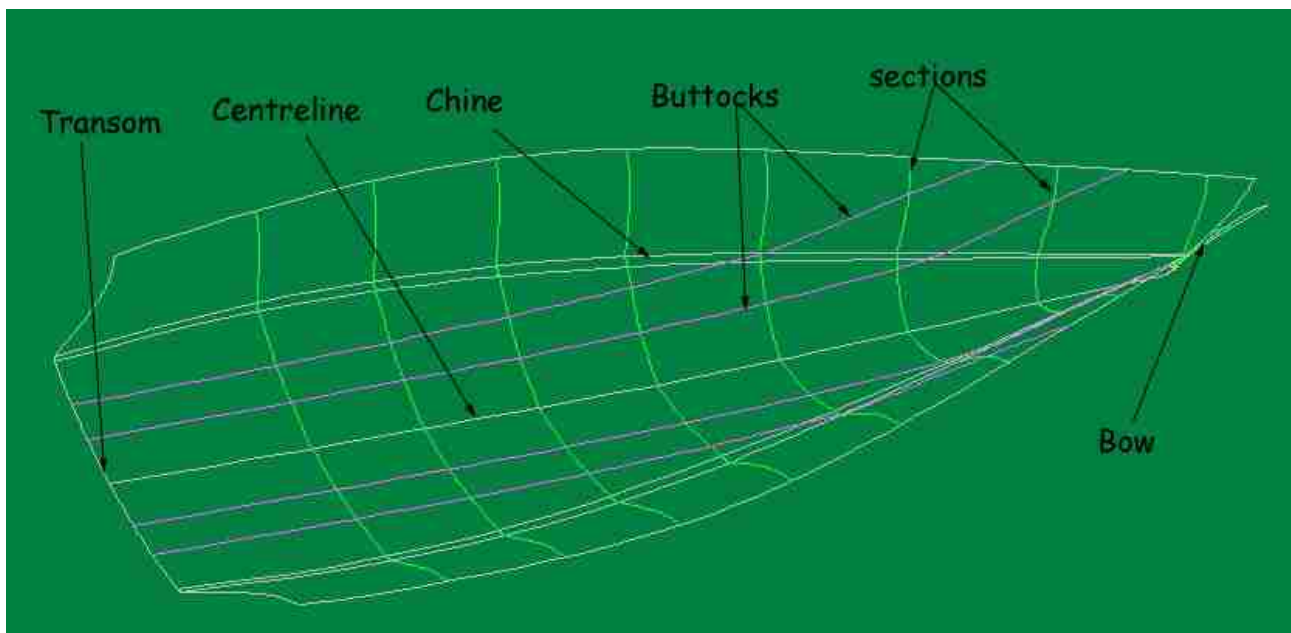 Transom
Centreline
Chine
Buttocks
sections
Bow